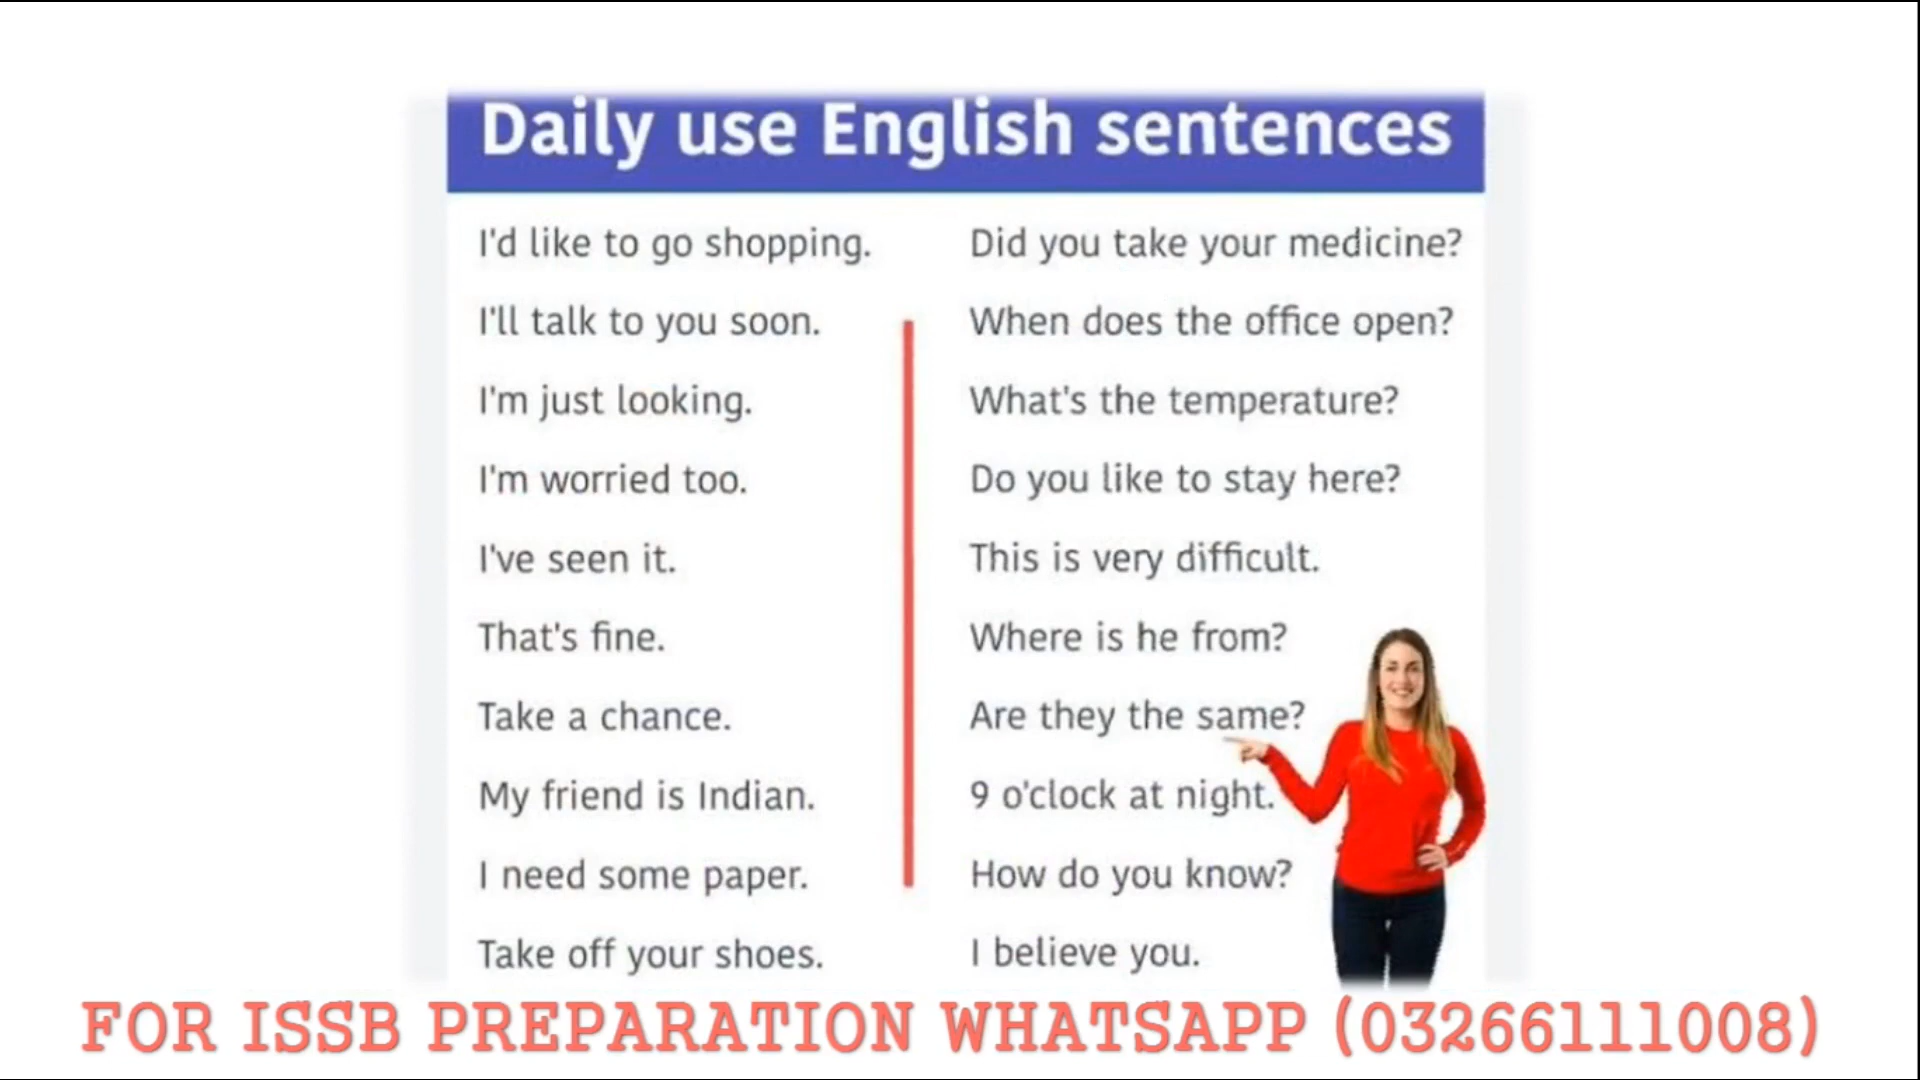 Daily use English sentences
I'd like to go shopping.
I'll talk to you soon.
I'm just looking.
I'm worried too.
I've seen it.
That's fine.
Take a chance.
My friend is Indian.
I need some paper.
Take off your shoes.
Did you take your medicine?
When does the office open?
What's the temperature?
Do you like to stay here?
This is very difficult.
Where is he from?
Are they the same?
9 o'clock at night.
How do you know?
I believe you.
FOR ISSB PREPARATION WHATSAPP (03266111008)